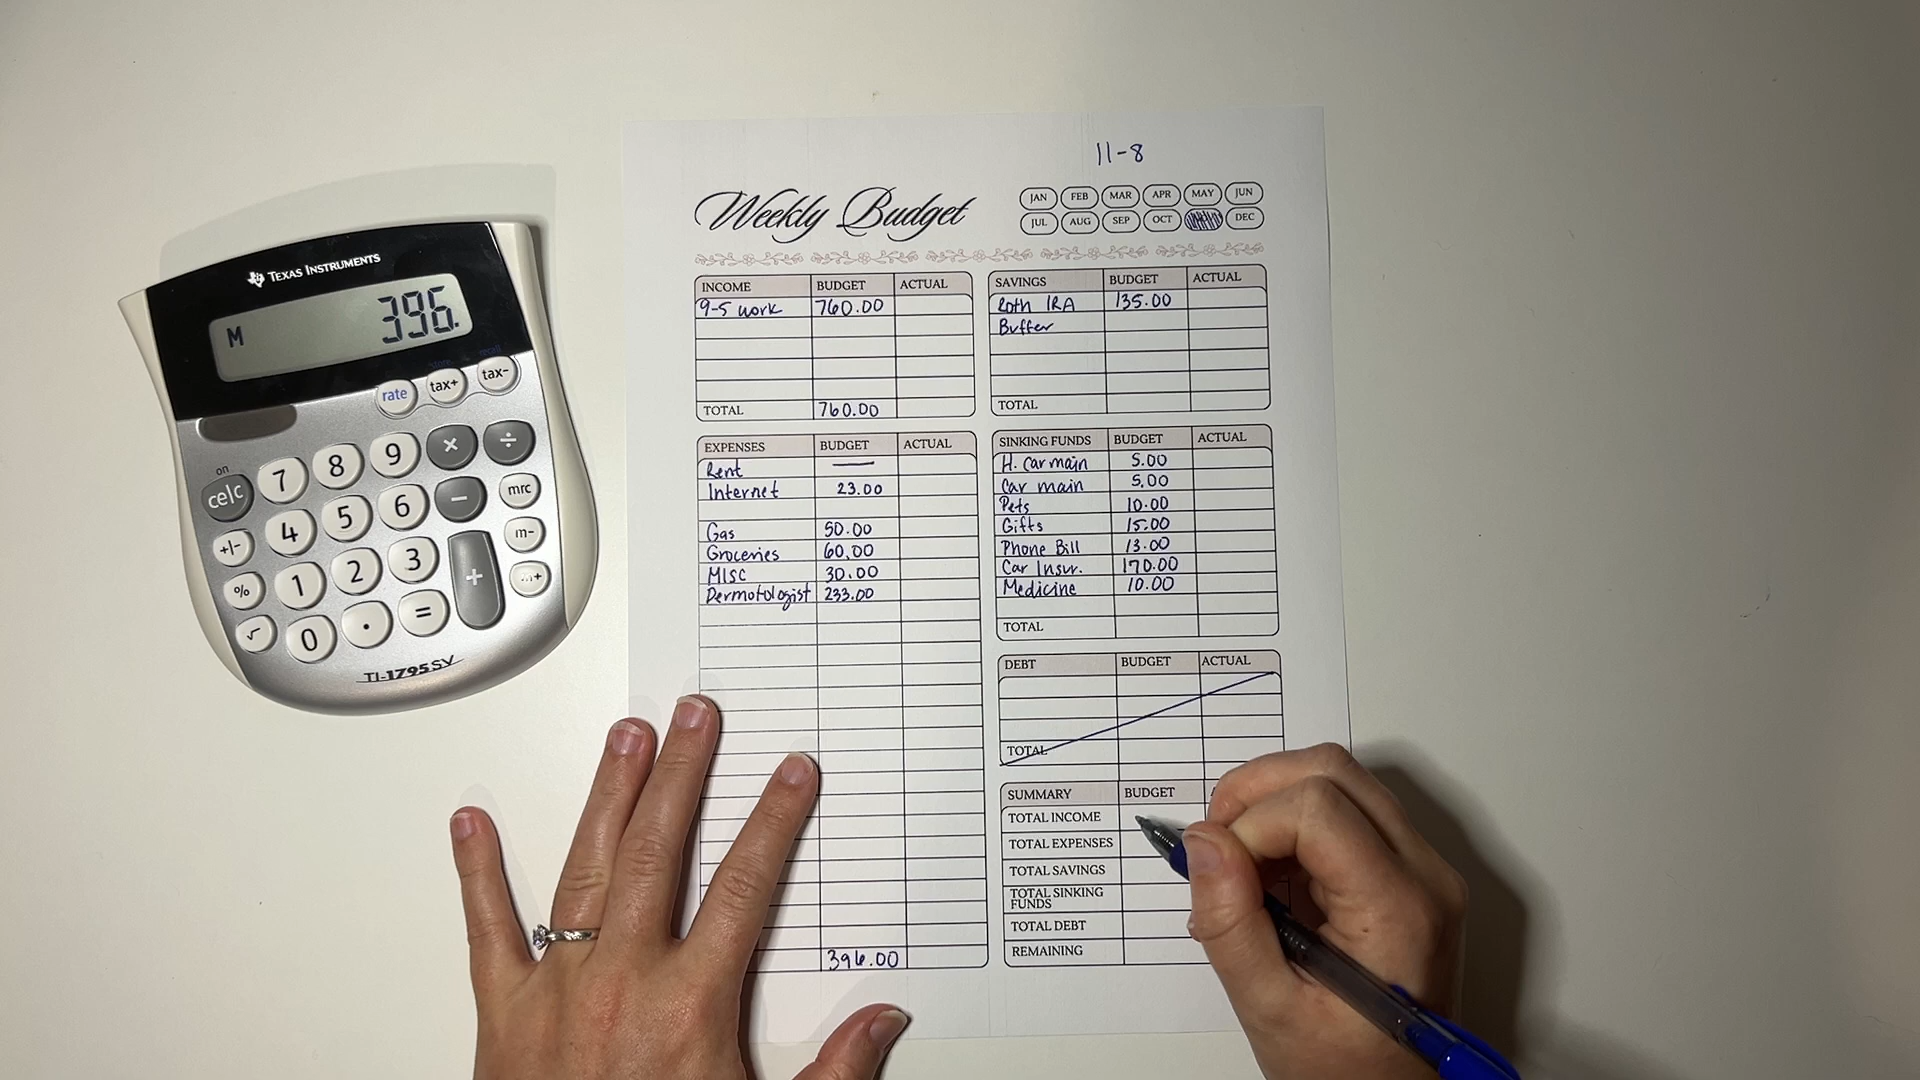 11-8
Weekly Budget
JAN FEB MAR APR MAY JUN
JUL AUG SEP OCT DEC
INCOME BUDGET ACTUAL
9-5 work 760.00
TOTAL 760.00
SAVINGS BUDGET ACTUAL
Roth IRA 135.00
Buffer
TOTAL
EXPENSES BUDGET ACTUAL
Rent —
Internet 23.00
Gas 50.00
Groceries 60.00
MISC 30.00
Dermotologist 233.00
396.00
SINKING FUNDS BUDGET ACTUAL
H. Car main 5.00
Car main 5.00
Pets 10.00
Gifts 15.00
Phone Bill 13.00
Car Insur. 170.00
Medicine 10.00
TOTAL
DEBT BUDGET ACTUAL
TOTAL
SUMMARY BUDGET
TOTAL INCOME
TOTAL EXPENSES
TOTAL SAVINGS
TOTAL SINKING
FUNDS
TOTAL DEBT
REMAINING
TEXAS INSTRUMENTS
M 396.
recall
rate tax+ tax-
on
ce/c 7 8 9 × ÷
+/- 4 5 6 − mrc
% 1 2 3 + m-
√ 0 . =
TI-1795 SV